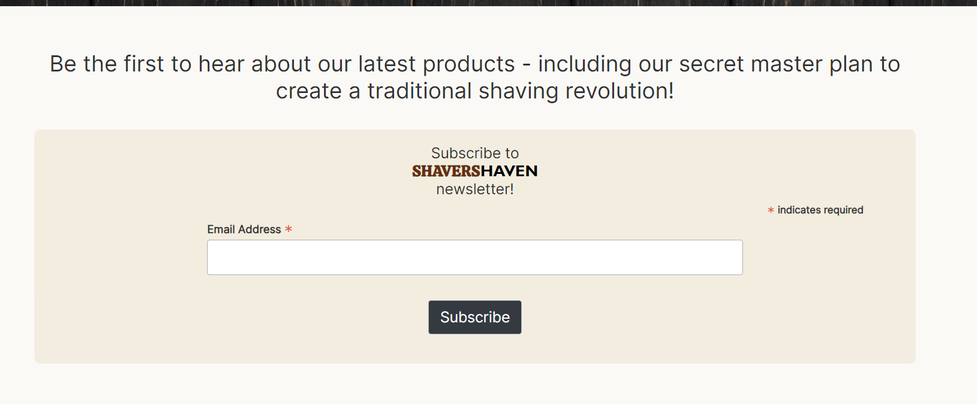 Be the first to hear about our latest products - including our secret master plan to
create a traditional shaving revolution!
Subscribe to
SHAVERSHAVEN
newsletter!
* indicates required
Email Address *
Subscribe